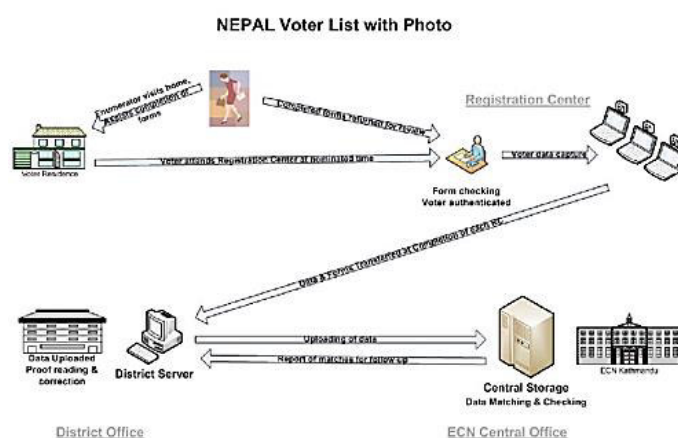 NEPAL Voter List with Photo
Enumerator visits home,
Assists completion of
forms
Completed forms returned for review
Registration Center
Voter Residence
Voter attends Registration Center at nominated time
Voter data capture
Form checking
Voter authenticated
Data & Forms Transferred at Completion of each RC
Uploading of data
Report of matches for follow up
Data Uploaded
Proof reading &
correction
District Server
Central Storage
Data Matching & Checking
ECN Kathmandu
District Office
ECN Central Office